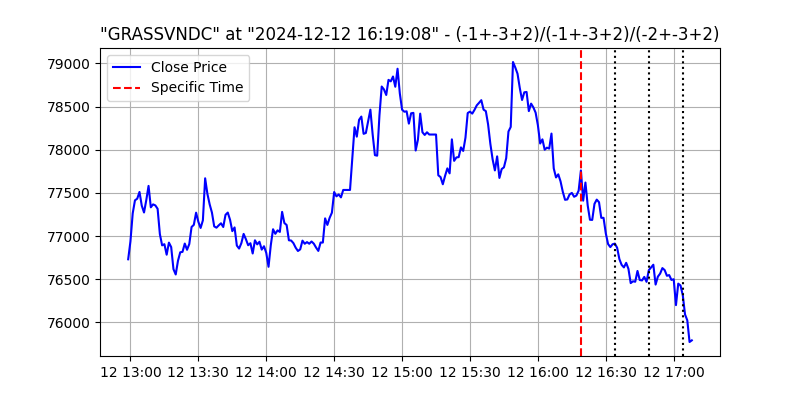 "GRASSVNDC" at "2024-12-12 16:19:08" - (-1+-3+2)/(-1+-3+2)/(-2+-3+2)
Close Price
Specific Time
79000
78500
78000
77500
77000
76500
76000
12 13:00 12 13:30 12 14:00 12 14:30 12 15:00 12 15:30 12 16:00 12 16:30 12 17:00